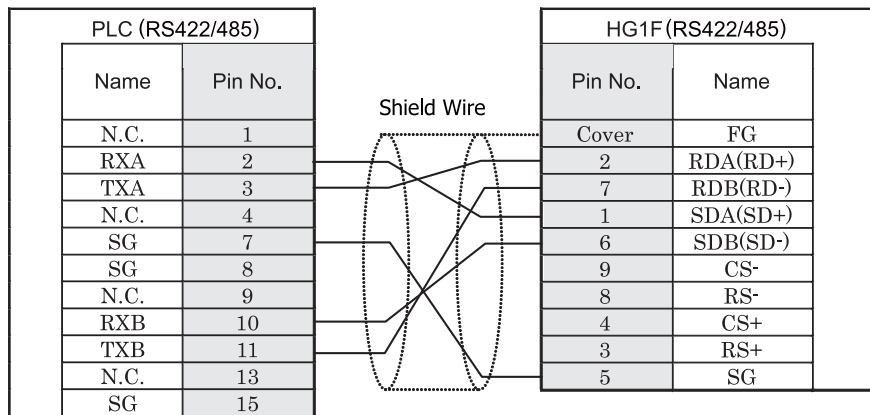 PLC (RS422/485)
Name Pin No.
N.C. 1
RXA 2
TXA 3
N.C. 4
SG 7
SG 8
N.C. 9
RXB 10
TXB 11
N.C. 13
SG 15
Shield Wire
HG1F(RS422/485)
Pin No. Name
Cover FG
2 RDA(RD+)
7 RDB(RD-)
1 SDA(SD+)
6 SDB(SD-)
9 CS-
8 RS-
4 CS+
3 RS+
5 SG